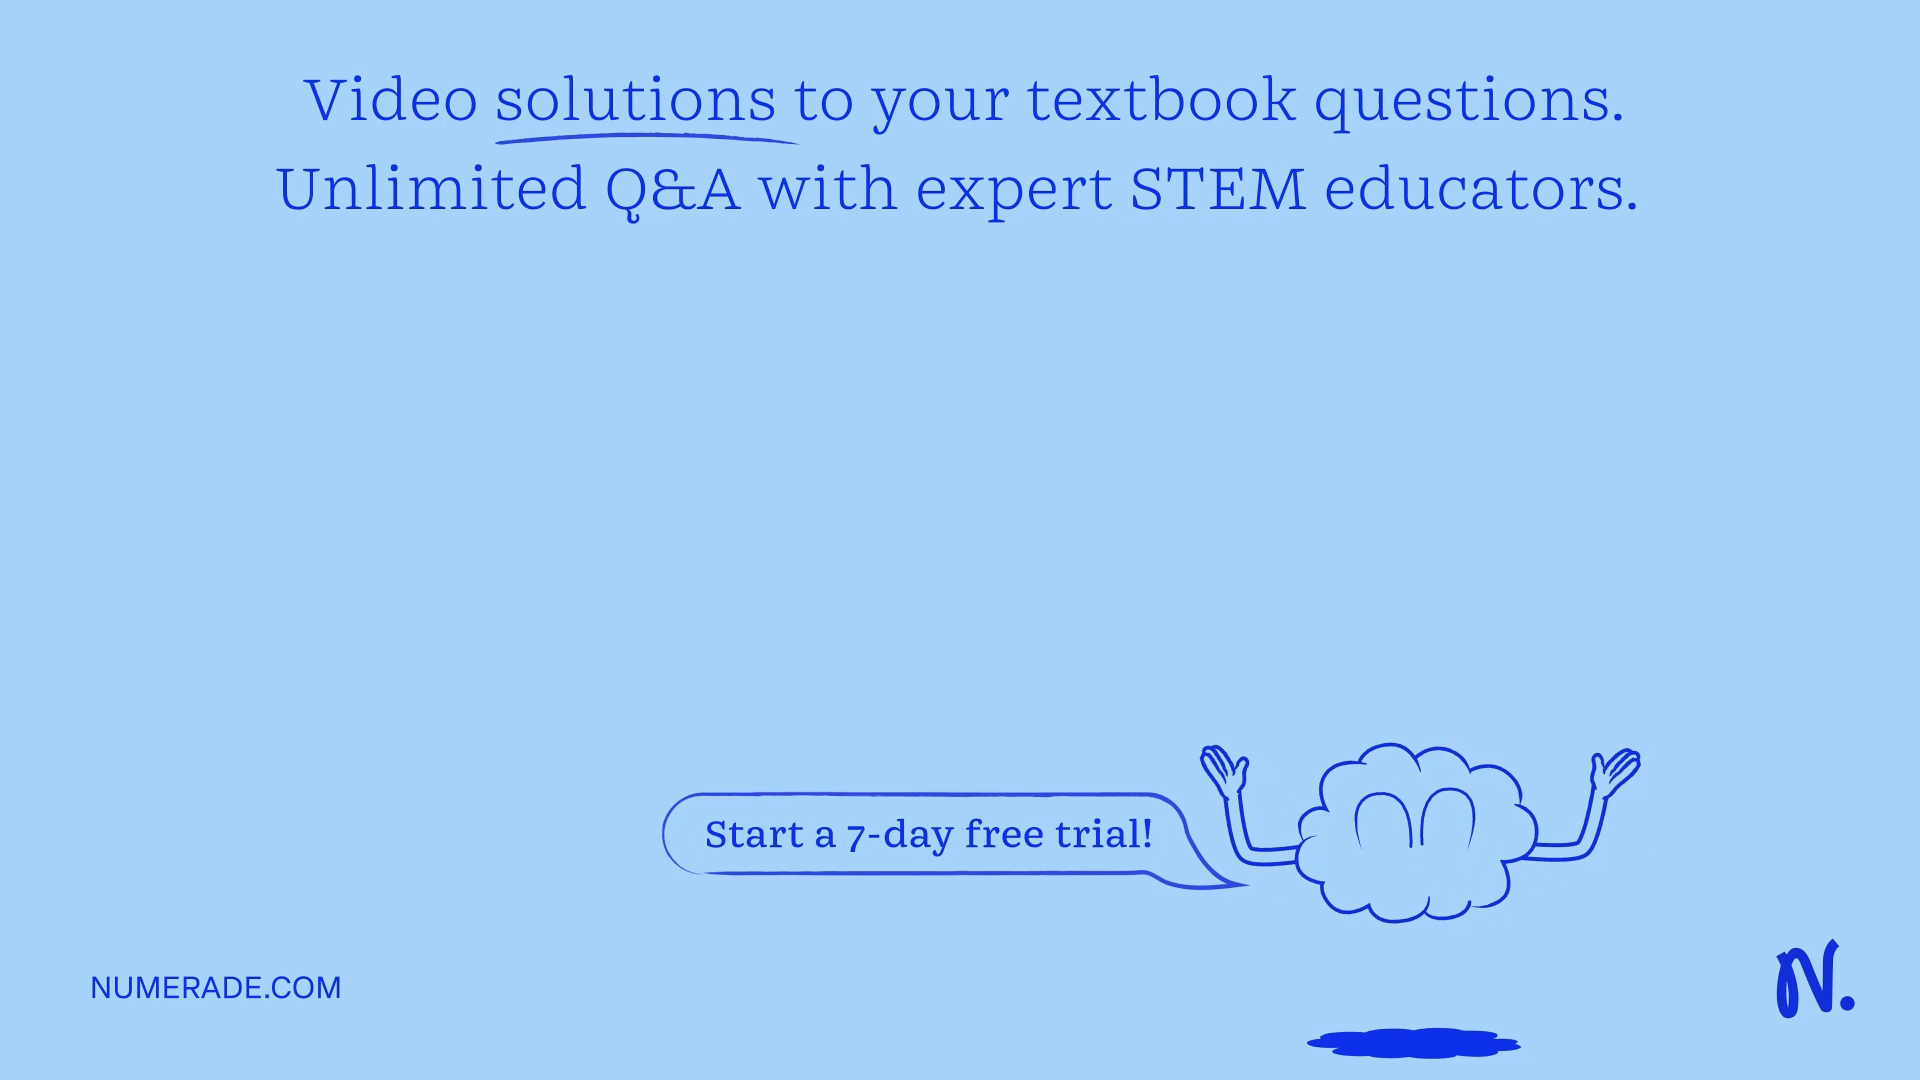 Video solutions to your textbook questions.
Unlimited Q&A with expert STEM educators.
Start a 7-day free trial!
NUMERADE.COM
N.